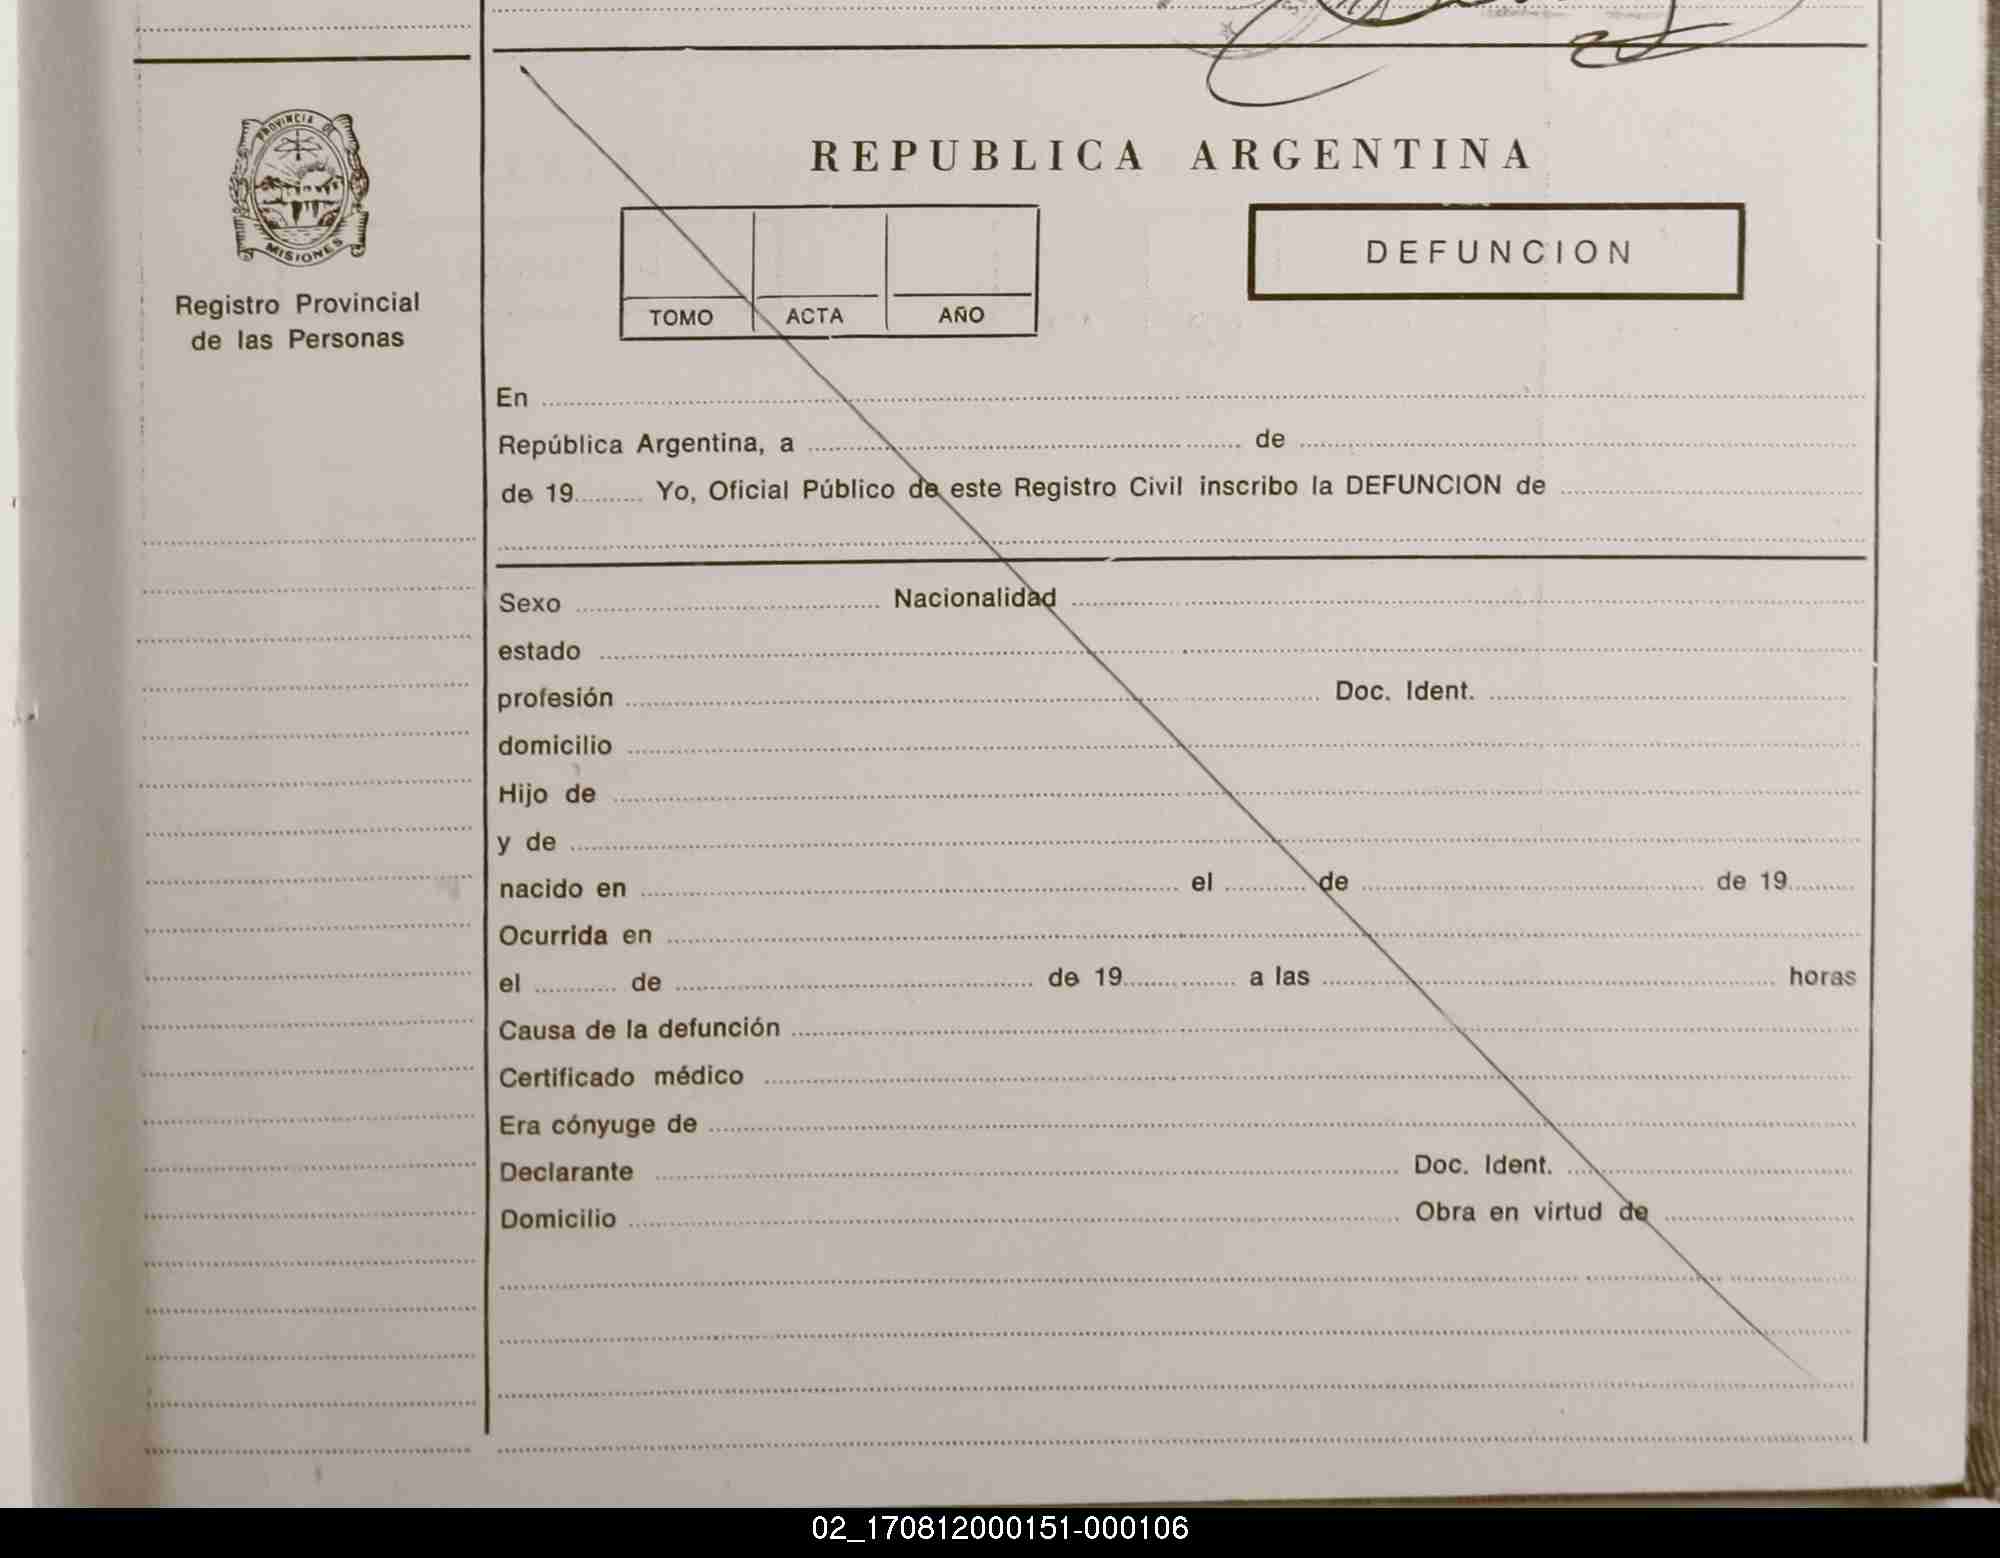 PROVINCIA DE
MISIONES
Registro Provincial
de las Personas
REPUBLICA ARGENTINA
DEFUNCION
TOMO ACTA AÑO
En
República Argentina, a de
de 19 Yo, Oficial Público de este Registro Civil inscribo la DEFUNCION de
Sexo Nacionalidad
estado
profesión Doc. Ident.
domicilio
Hijo de
y de
nacido en el de de 19
Ocurrida en
el de de 19 a las horas
Causa de la defunción
Certificado médico
Era cónyuge de
Declarante Doc. Ident.
Domicilio Obra en virtud de
02_170812000151-000106